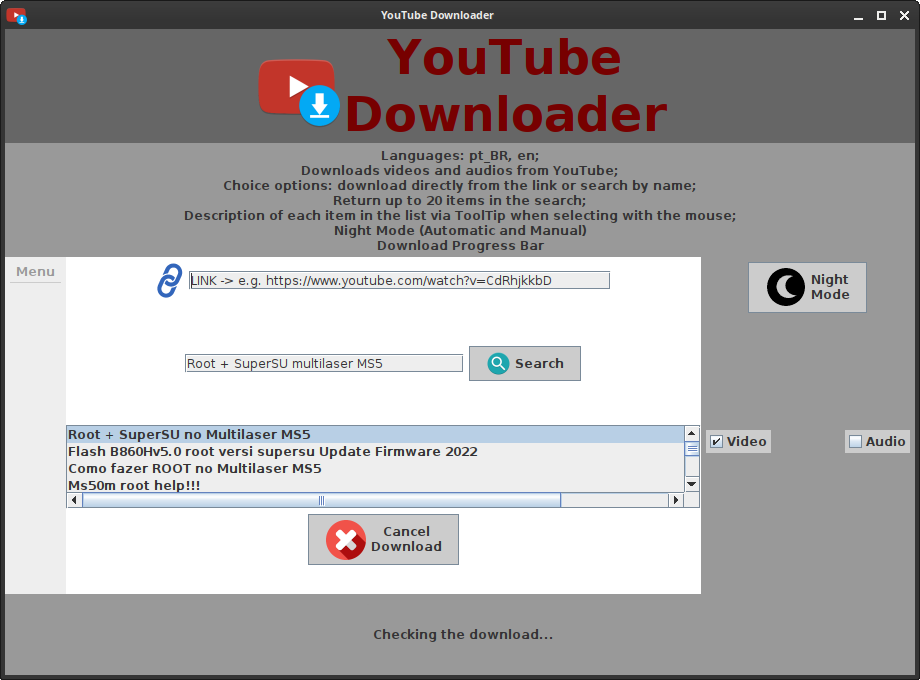 YouTube Downloader
YouTube
Downloader
Languages: pt_BR, en;
Downloads videos and audios from YouTube;
Choice options: download directly from the link or search by name;
Return up to 20 items in the search;
Description of each item in the list via ToolTip when selecting with the mouse;
Night Mode (Automatic and Manual)
Download Progress Bar
Menu
LINK -> e.g. https://www.youtube.com/watch?v=CdRhjkkbD
Night
Mode
Root + SuperSU multilaser MS5
Search
Root + SuperSU no Multilaser MS5
Flash B860Hv5.0 root versi supersu Update Firmware 2022
Como fazer ROOT no Multilaser MS5
Ms50m root help!!!
Video
Audio
Cancel
Download
Checking the download...